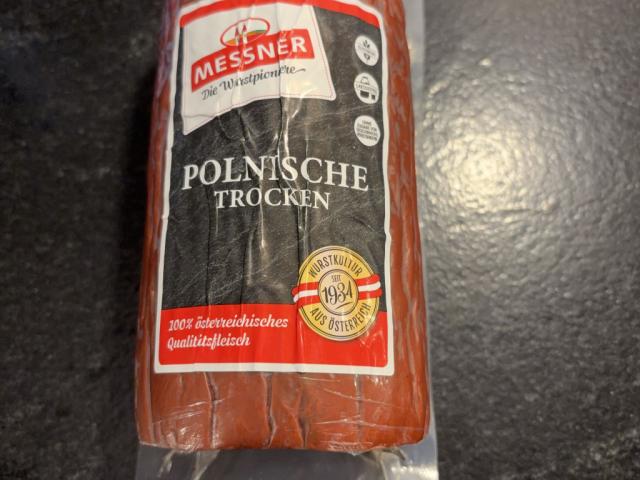 MESSNER
Die Wurstpioniere
POLNISCHE
TROCKEN
WURSTKULTUR
SEIT
1934
AUS ÖSTERREICH
100% österreichisches
Qualitätsfleisch